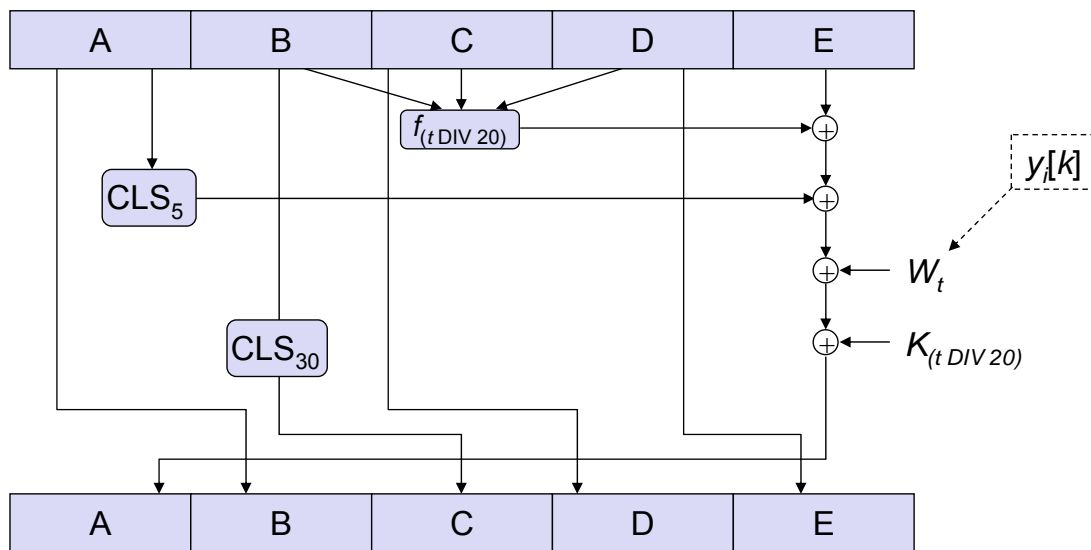 A B C D E
f(t DIV 20)
yi[k]
CLS5
Wt
CLS30
K(t DIV 20)
A B C D E